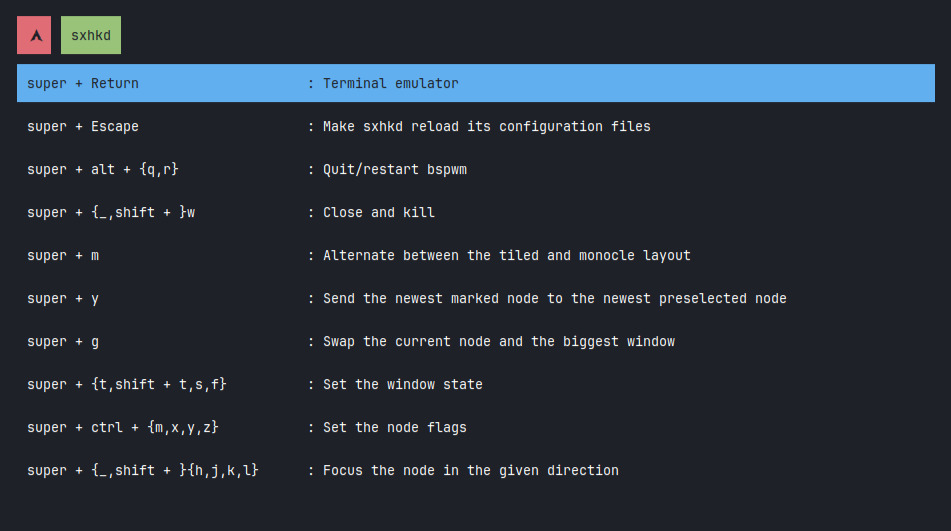 sxhkd
super + Return : Terminal emulator
super + Escape : Make sxhkd reload its configuration files
super + alt + {q,r} : Quit/restart bspwm
super + {_,shift + }w : Close and kill
super + m : Alternate between the tiled and monocle layout
super + y : Send the newest marked node to the newest preselected node
super + g : Swap the current node and the biggest window
super + {t,shift + t,s,f} : Set the window state
super + ctrl + {m,x,y,z} : Set the node flags
super + {_,shift + }{h,j,k,l} : Focus the node in the given direction